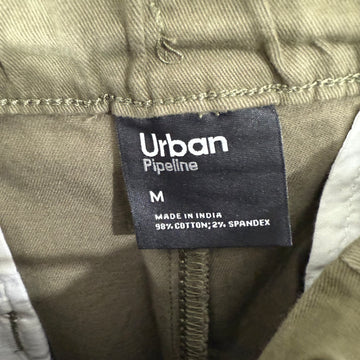 Urban
Pipeline
M
MADE IN INDIA
98% COTTON; 2% SPANDEX